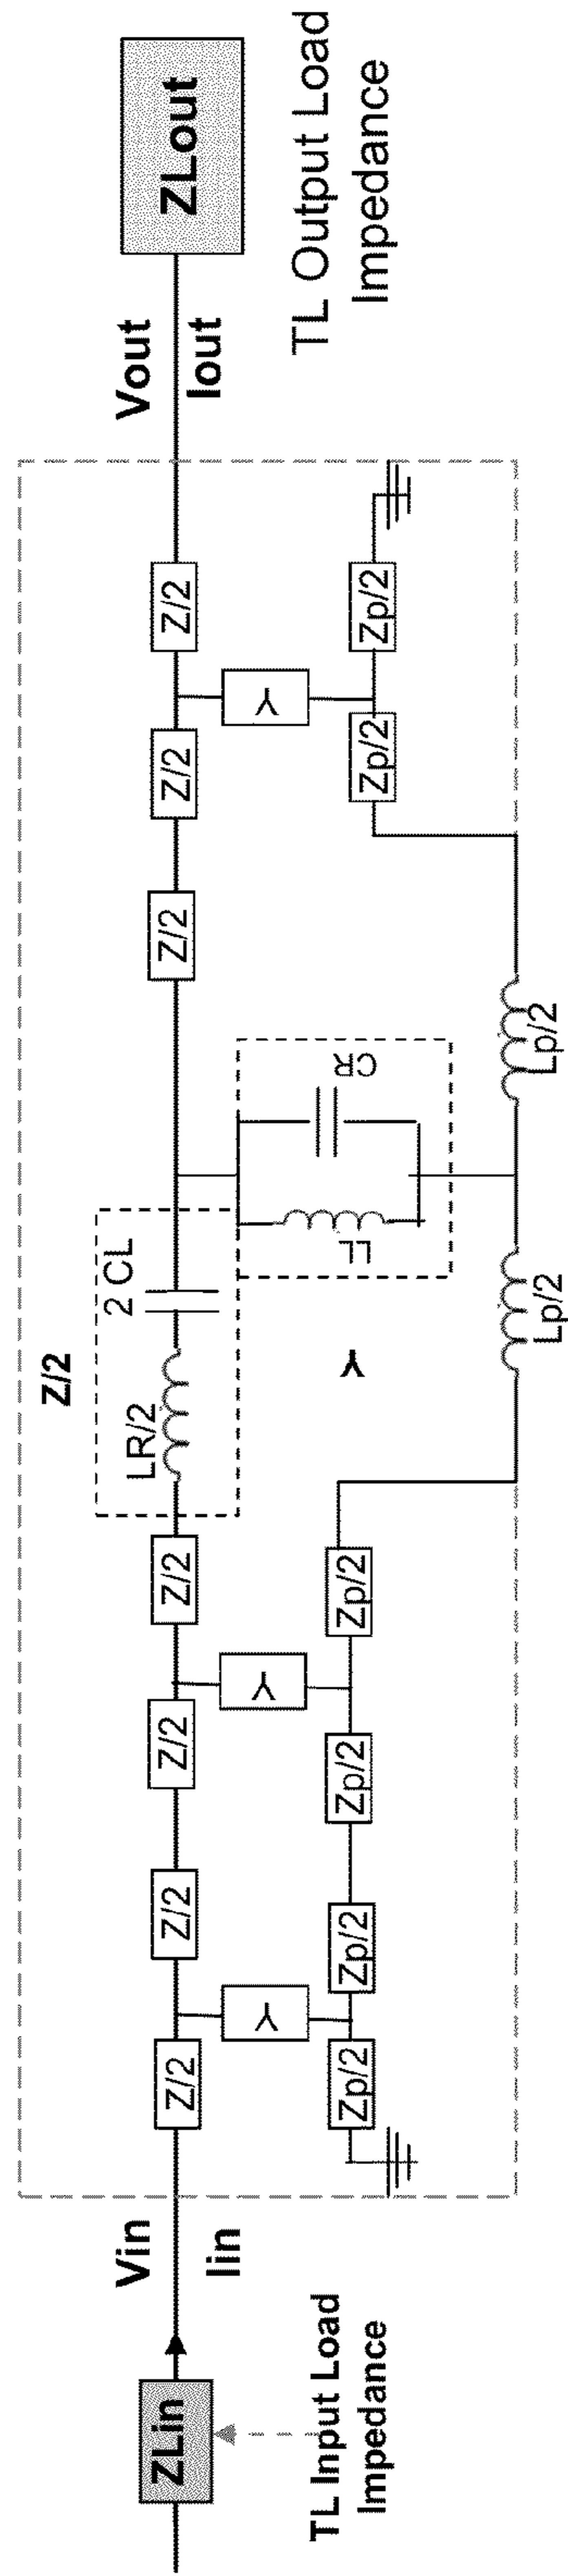 Z/2
Vin
Iin
Vout
Iout
ZLin
Z/2
Z/2
Z/2
Z/2
LR/2
2 CL
Z/2
Z/2
Z/2
ZLout
TL Input Load
Impedance
Y
Y
Y
LL
CR
Y
TL Output Load
Impedance
Zp/2
Zp/2
Zp/2
Zp/2
Zp/2
Zp/2
Lp/2
Lp/2